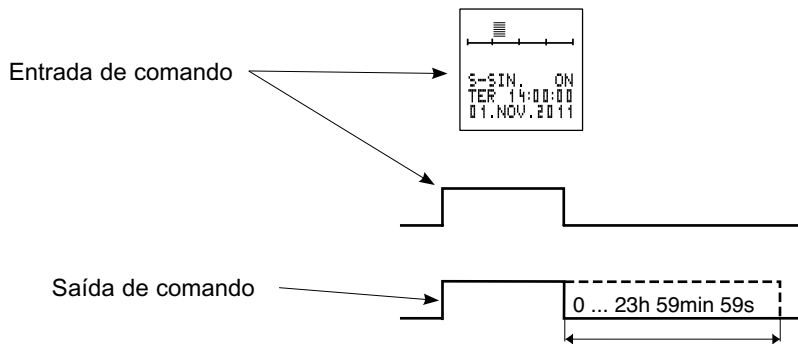 Entrada de comando
S-SIN. ON
TER 14:00:00
01.NOV.2011
Saída de comando
0 ... 23h 59min 59s